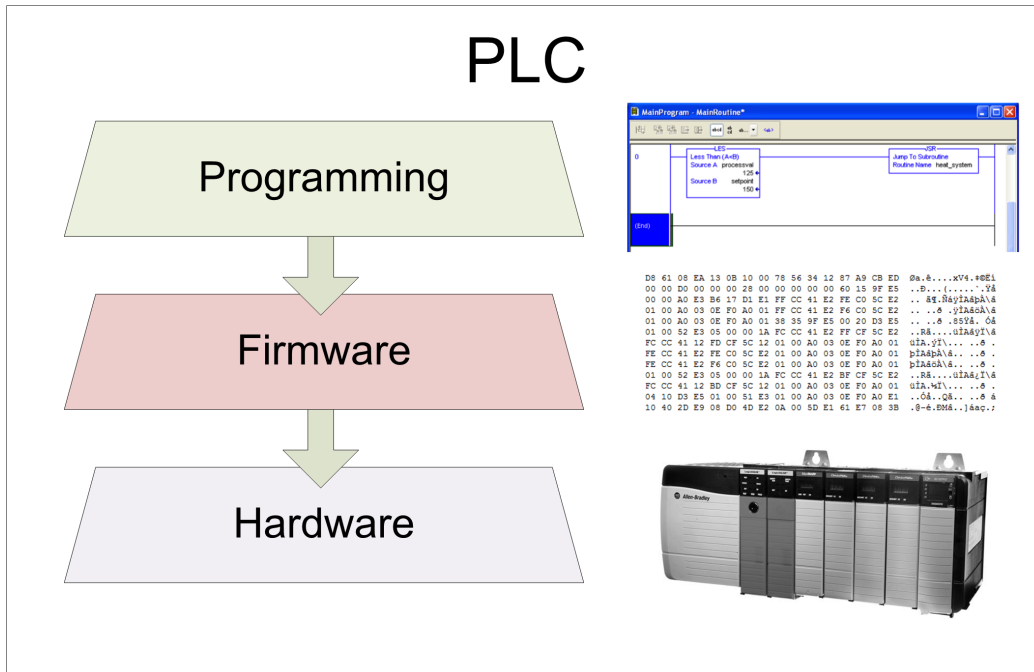 PLC
Programming
Firmware
Hardware
MainProgram - MainRoutine*
0
LES
Less Than (A<B)
Source A processval
125
Source B setpoint
150
JSR
Jump To Subroutine
Routine Name heat_system
(End)
D8 61 08 EA 13 0B 10 00 78 56 34 12 87 A9 CB ED Øa.ê....xV4.‡©Ëí
00 00 D0 00 00 00 28 00 00 00 00 00 60 15 9F E5 ..Ð...(.....`.Ÿå
00 00 A0 E3 B6 17 D1 E1 FF CC 41 E2 FE C0 5C E2
01 00 A0 03 0E F0 A0 01 FF CC 41 E2 F6 C0 5C E2
01 00 A0 03 0E F0 A0 01 38 35 9F E5 00 20 D3 E5
01 00 52 E3 05 00 00 1A FC CC 41 E2 FF CF 5C E2
FC CC 41 12 FD CF 5C 12 01 00 A0 03 0E F0 A0 01
FE CC 41 E2 FE C0 5C E2 01 00 A0 03 0E F0 A0 01
FE CC 41 E2 F6 C0 5C E2 01 00 A0 03 0E F0 A0 01
01 00 52 E3 05 00 00 1A FC CC 41 E2 BF CF 5C E2
FC CC 41 12 BD CF 5C 12 01 00 A0 03 0E F0 A0 01
04 10 D3 E5 01 00 51 E3 01 00 A0 03 0E F0 A0 E1
10 40 2D E9 08 D0 4D E2 0A 00 5D E1 61 E7 08 3B .@-é.ÐMâ..]áaç.;
Allen-Bradley